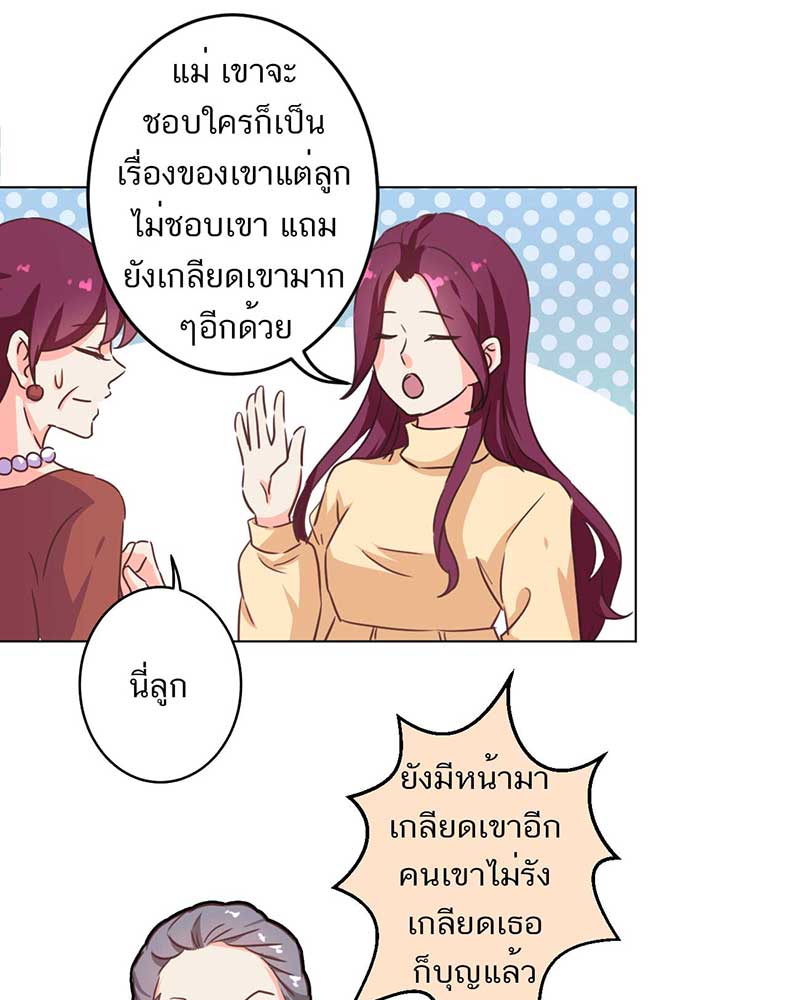 แม่ เขาจะ
ชอบใครก็เป็น
เรื่องของเขาแต่ลูก
ไม่ชอบเขา แถม
ยังเกลียดเขามาก
ๆอีกด้วย
นี่ลูก
ยังมีหน้ามา
เกลียดเขาอีก
คนเขาไม่รัง
เกลียดเธอ
ก็บุญแล้ว